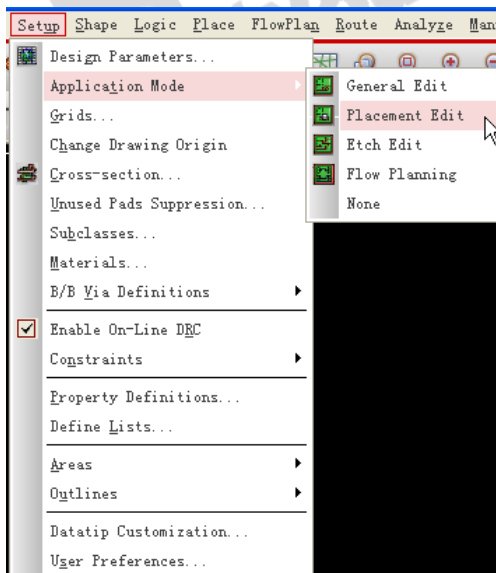 Setup Shape Logic Place FlowPlan Route Analyze
Design Parameters...
Application Mode
General Edit
Grids...
Placement Edit
Change Drawing Origin
Etch Edit
Cross-section...
Flow Planning
Unused Pads Suppression...
None
Subclasses...
Materials...
B/B Via Definitions
Enable On-Line DRC
Constraints
Property Definitions...
Define Lists...
Areas
Outlines
Datatip Customization...
User Preferences...